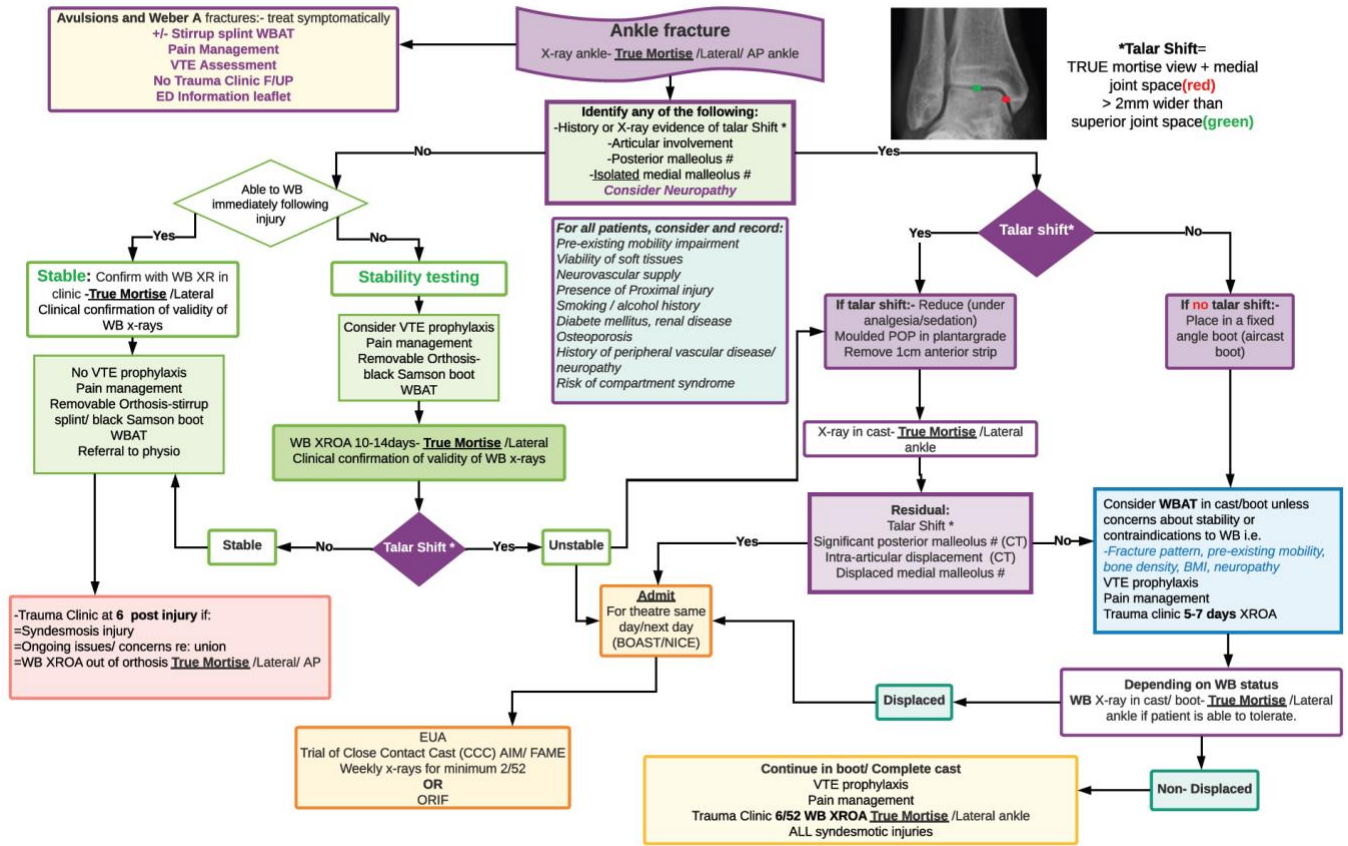 Avulsions and Weber A fractures:- treat symptomatically
+/- Stirrup splint WBAT
Pain Management
VTE Assessment
No Trauma Clinic F/UP
ED Information leaflet
Ankle fracture
X-ray ankle- True Mortise /Lateral/ AP ankle
*Talar Shift=
TRUE mortise view + medial
joint space(red)
> 2mm wider than
superior joint space(green)
Identify any of the following:
-History or X-ray evidence of talar Shift *
-Articular involvement
-Posterior malleolus #
-Isolated medial malleolus #
Consider Neuropathy
No
Yes
Able to WB
immediately following
injury
Yes
No
Stable: Confirm with WB XR in
clinic -True Mortise /Lateral
Clinical confirmation of validity of
WB x-rays
Stability testing
For all patients, consider and record:
Pre-existing mobility impairment
Viability of soft tissues
Neurovascular supply
Presence of Proximal injury
Smoking / alcohol history
Diabete mellitus, renal disease
Osteoporosis
History of peripheral vascular disease/
neuropathy
Risk of compartment syndrome
Talar shift*
Yes
No
If talar shift:- Reduce (under
analgesia/sedation)
Moulded POP in plantargrade
Remove 1cm anterior strip
If no talar shift:-
Place in a fixed
angle boot (aircast
boot)
No VTE prophylaxis
Pain management
Removable Orthosis-stirrup
splint/ black Samson boot
WBAT
Referral to physio
Consider VTE prophylaxis
Pain management
Removable Orthosis-
black Samson boot
WBAT
WB XROA 10-14days- True Mortise /Lateral
Clinical confirmation of validity of WB x-rays
X-ray in cast- True Mortise /Lateral
ankle
Stable
No
Talar Shift *
Yes
Unstable
Residual:
Talar Shift *
Significant posterior malleolus # (CT)
Intra-articular displacement (CT)
Displaced medial malleolus #
Yes
No
Consider WBAT in cast/boot unless
concerns about stability or
contraindications to WB i.e.
-Fracture pattern, pre-existing mobility,
bone density, BMI, neuropathy
VTE prophylaxis
Pain management
Trauma clinic 5-7 days XROA
-Trauma Clinic at 6 post injury if:
=Syndesmosis injury
=Ongoing issues/ concerns re: union
=WB XROA out of orthosis True Mortise /Lateral/ AP
Admit
For theatre same
day/next day
(BOAST/NICE)
Displaced
Depending on WB status
WB X-ray in cast/ boot- True Mortise /Lateral
ankle if patient is able to tolerate.
EUA
Trial of Close Contact Cast (CCC) AIM/ FAME
Weekly x-rays for minimum 2/52
OR
ORIF
Continue in boot/ Complete cast
VTE prophylaxis
Pain management
Trauma Clinic 6/52 WB XROA True Mortise /Lateral ankle
ALL syndesmotic injuries
Non- Displaced